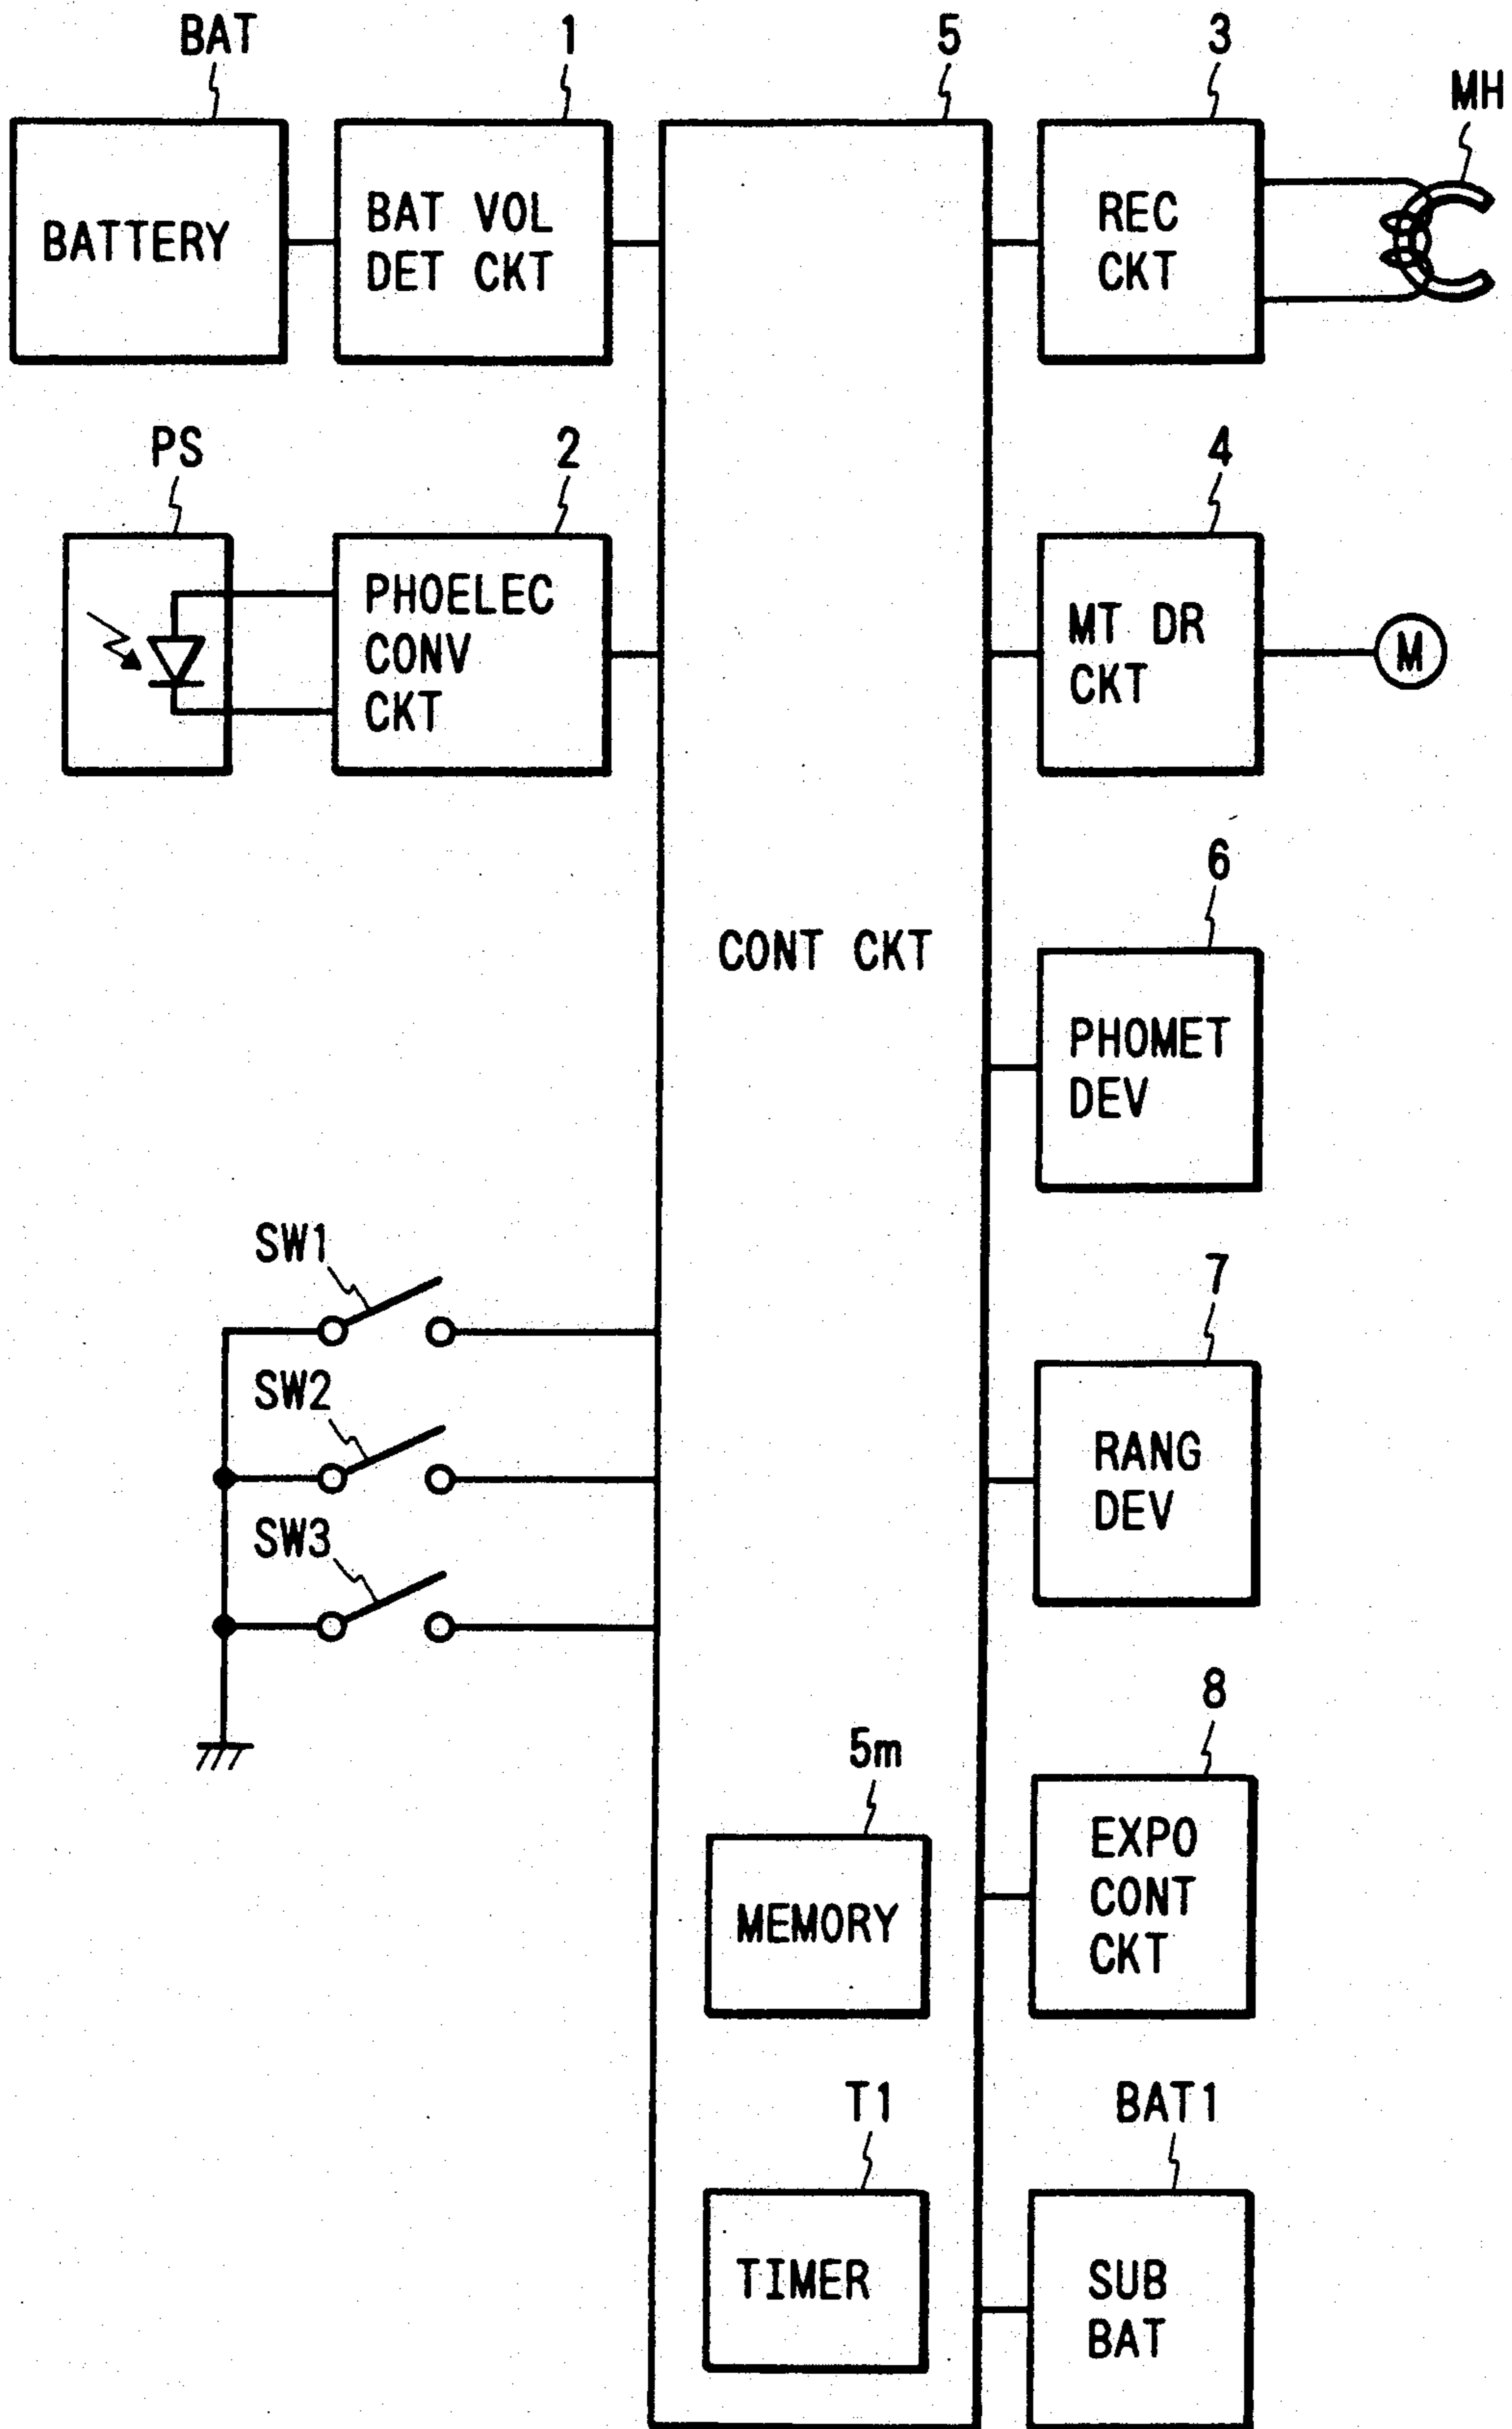 BAT
1
5
3
MH
BATTERY
BAT VOL
DET CKT
REC
CKT
PS
2
4
PHOELEC
CONV
CKT
MT DR
CKT
M
6
CONT CKT
PHOMET
DEV
SW1
7
SW2
RANG
DEV
SW3
8
5m
EXPO
CONT
CKT
MEMORY
T1
BAT1
TIMER
SUB
BAT